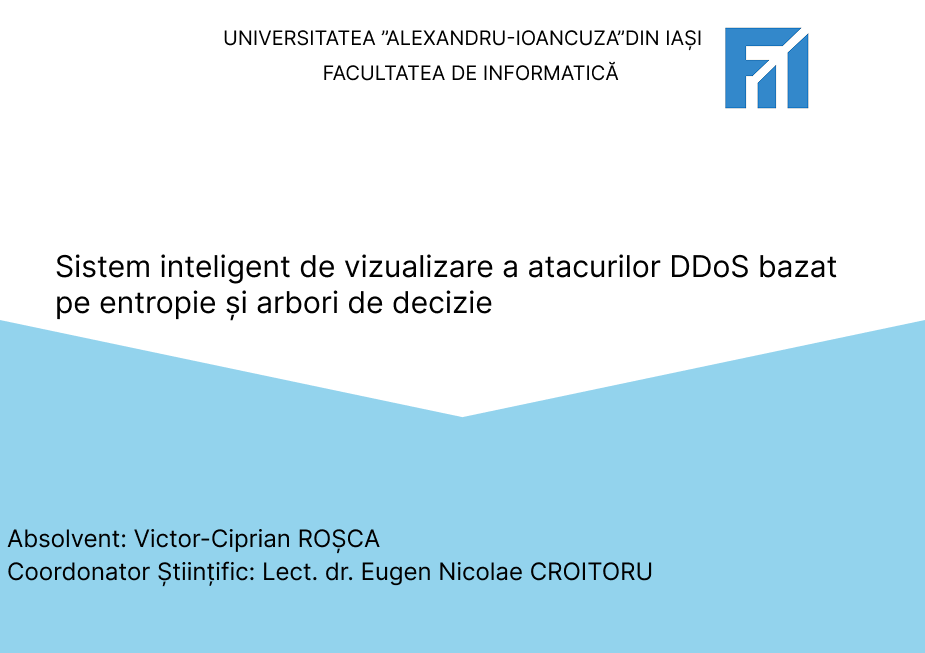 UNIVERSITATEA ”ALEXANDRU-IOANCUZA”DIN IAȘI
FACULTATEA DE INFORMATICĂ
Sistem inteligent de vizualizare a atacurilor DDoS bazat
pe entropie și arbori de decizie
Absolvent: Victor-Ciprian ROȘCA
Coordonator Științific: Lect. dr. Eugen Nicolae CROITORU